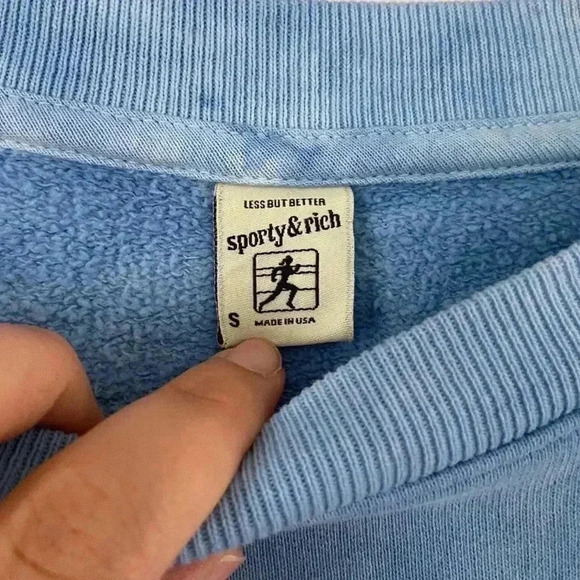 LESS BUT BETTER
sporty & rich
S
MADE IN USA